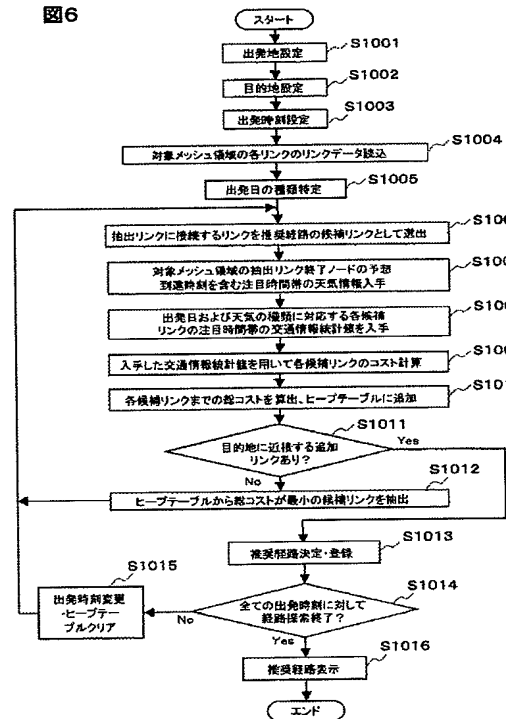 図6
スタート
S1001
出発地設定
S1002
目的地設定
S1003
出発時刻設定
S1004
対象メッシュ領域の各リンクのリンクデータ読込
S1005
出発日の種類特定
S100
抽出リンクに接続するリンクを推奨経路の候補リンクとして選出
S100
対象メッシュ領域の抽出リンク終了ノードの予想
到達時刻を含む注目時間帯の天気情報入手
S100
出発日および天気の種類に対応する各候補
リンクの注目時間帯の交通情報統計値を入手
S100
入手した交通情報統計値を用いて各候補リンクのコスト計算
S101
各候補リンクまでの総コストを算出、ヒープテーブルに追加
S1011
目的地に近接する追加
リンクあり?
Yes
No
S1012
ヒープテーブルから総コストが最小の候補リンクを抽出
S1013
推奨経路決定・登録
S1014
全ての出発時刻に対して
経路探索終了?
No
Yes
S1015
出発時刻変更
・ヒープテー
ブルクリア
S1016
推奨経路表示
エンド